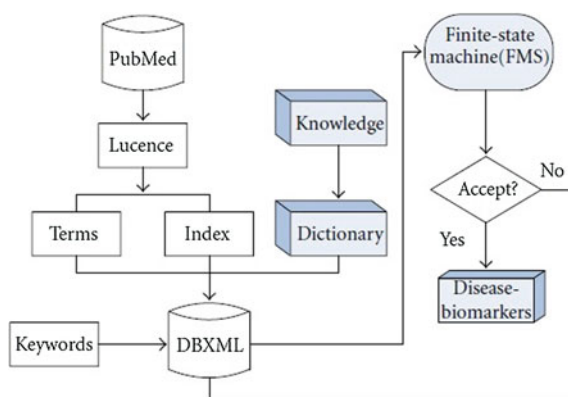 PubMed
Lucence
Terms
Index
Knowledge
Dictionary
Keywords
DBXML
Finite-state
machine(FMS)
Accept?
No
Yes
Disease-
biomarkers